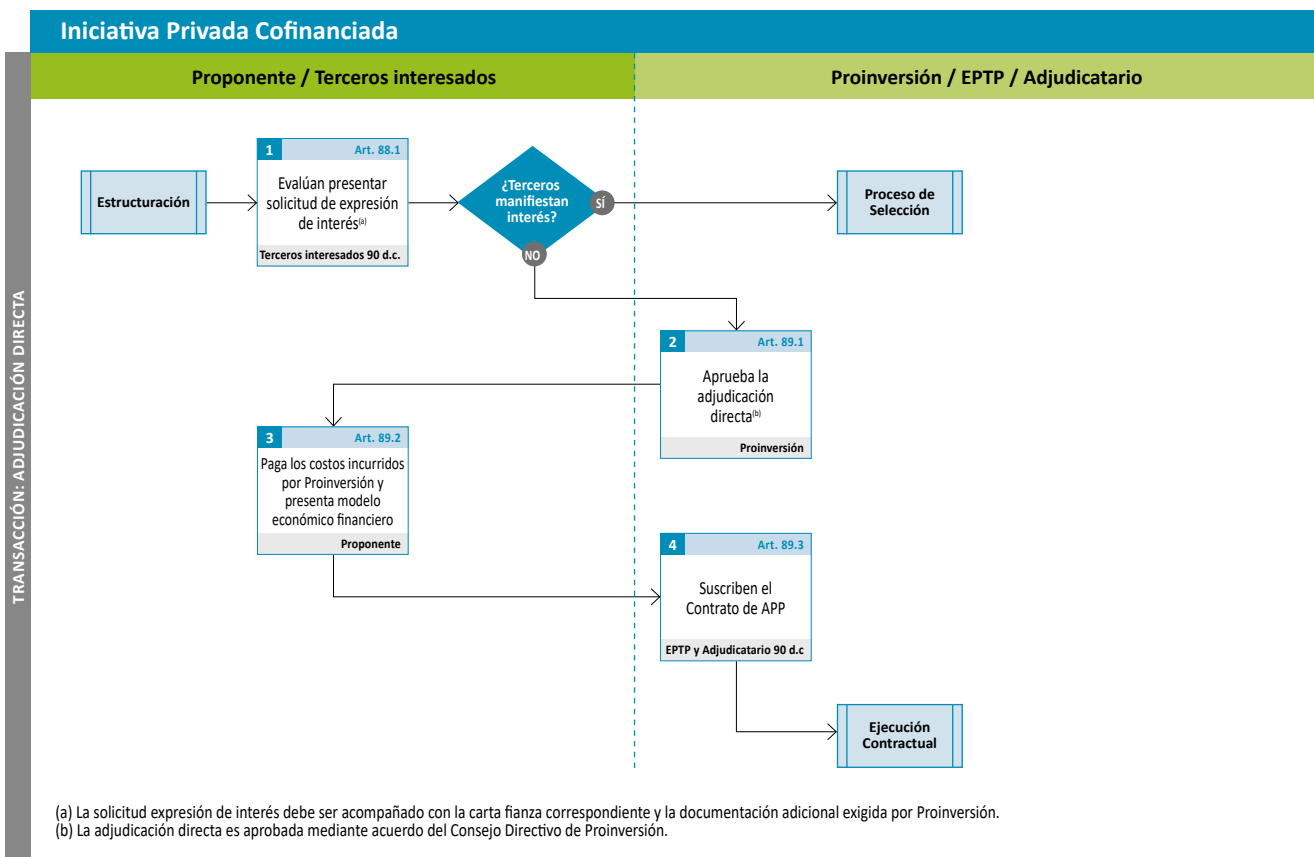 Iniciativa Privada Cofinanciada
Proponente / Terceros interesados
Proinversión / EPTP / Adjudicatario
TRANSACCIÓN: ADJUDICACIÓN DIRECTA
Estructuración
1
Art. 88.1
Evalúan presentar
solicitud de expresión
de interés(a)
Terceros interesados 90 d.c.
¿Terceros
manifiestan
interés?
SÍ
NO
Proceso de
Selección
2
Art. 89.1
Aprueba la
adjudicación
directa(b)
Proinversión
3
Art. 89.2
Paga los costos incurridos
por Proinversión y
presenta modelo
económico financiero
Proponente
4
Art. 89.3
Suscriben el
Contrato de APP
EPTP y Adjudicatario 90 d.c
Ejecución
Contractual
(a) La solicitud expresión de interés debe ser acompañado con la carta fianza correspondiente y la documentación adicional exigida por Proinversión.
(b) La adjudicación directa es aprobada mediante acuerdo del Consejo Directivo de Proinversión.